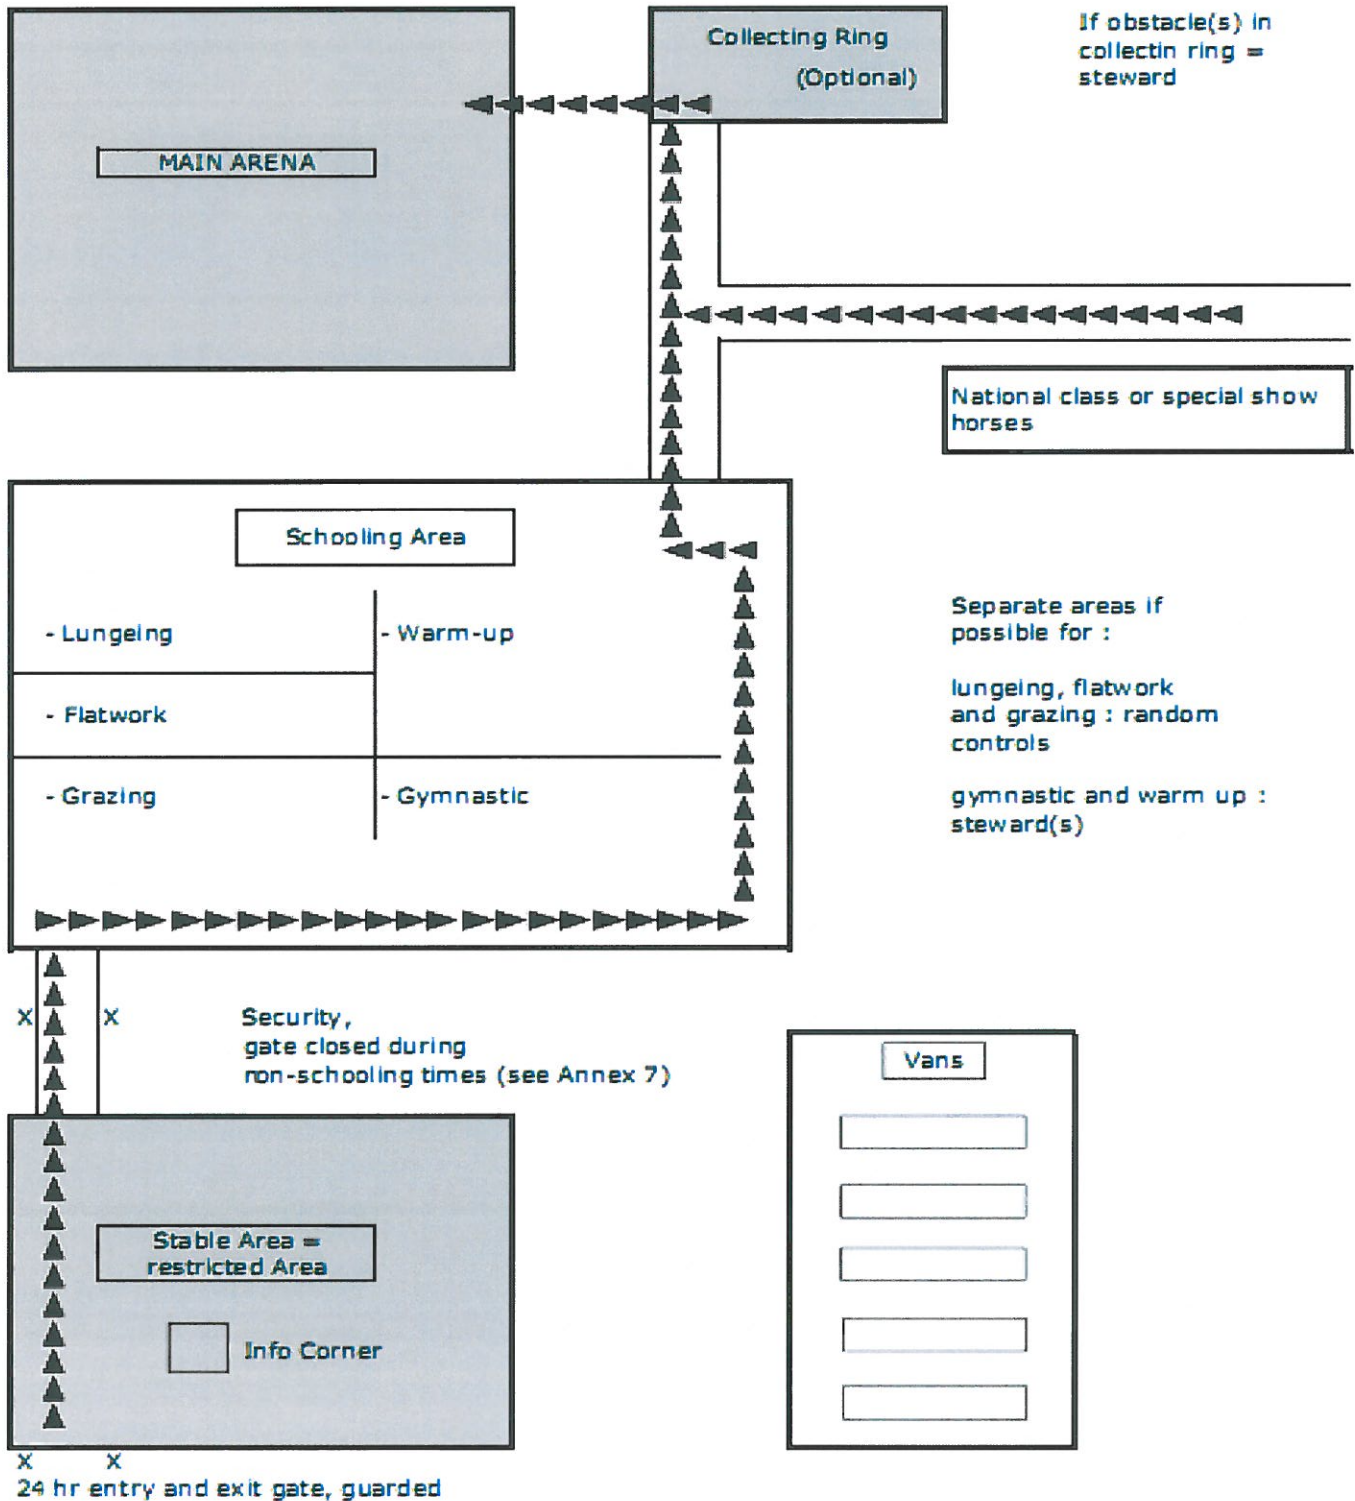 Collecting Ring
(Optional)
If obstacle(s) in
collectin ring =
steward
MAIN ARENA
National class or special show
horses
Schooling Area
- Lungeing
- Warm-up
- Flatwork
- Grazing
- Gymnastic
Separate areas if
possible for :
lungeing, flatwork
and grazing : random
controls
gymnastic and warm up :
steward(s)
X X
Security,
gate closed during
non-schooling times (see Annex 7)
Vans
Stable Area =
restricted Area
Info Corner
X X
24 hr entry and exit gate, guarded